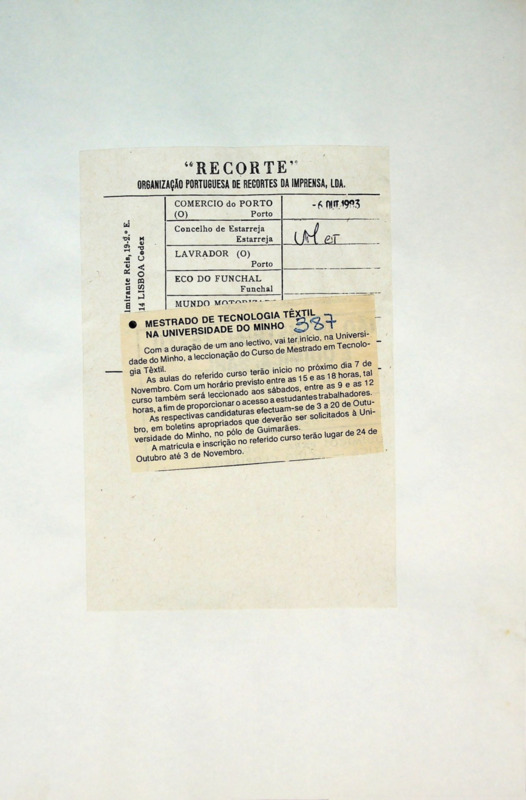 "RECORTE"
ORGANIZAÇÃO PORTUGUESA DE RECORTES DA IMPRENSA, LDA.
COMERCIO do PORTO
(O) Porto
-6 OUT. 1983
Concelho de Estarreja
Estarreja
LAVRADOR (O)
Porto
ECO DO FUNCHAL
Funchal
MUNDO
lmirante Reis, 19-2.º E.
14 LISBOA Codex
● MESTRADO DE TECNOLOGIA TÊXTIL
NA UNIVERSIDADE DO MINHO 387
Com a duração de um ano lectivo, vai ter início, na Universi-
dade do Minho, a leccionação do Curso de Mestrado em Tecnolo-
gia Têxtil.
As aulas do referido curso terão início no próximo dia 7 de
Novembro. Com um horário previsto entre as 15 e as 18 horas, tal
curso também será leccionado aos sábados, entre as 9 e as 12
horas, a fim de proporcionar o acesso a estudantes trabalhadores.
As respectivas candidaturas efectuam-se de 3 a 20 de Outu-
bro, em boletins apropriados que deverão ser solicitados à Uni-
versidade do Minho, no pólo de Guimarães.
A matrícula e inscrição no referido curso terão lugar de 24 de
Outubro até 3 de Novembro.